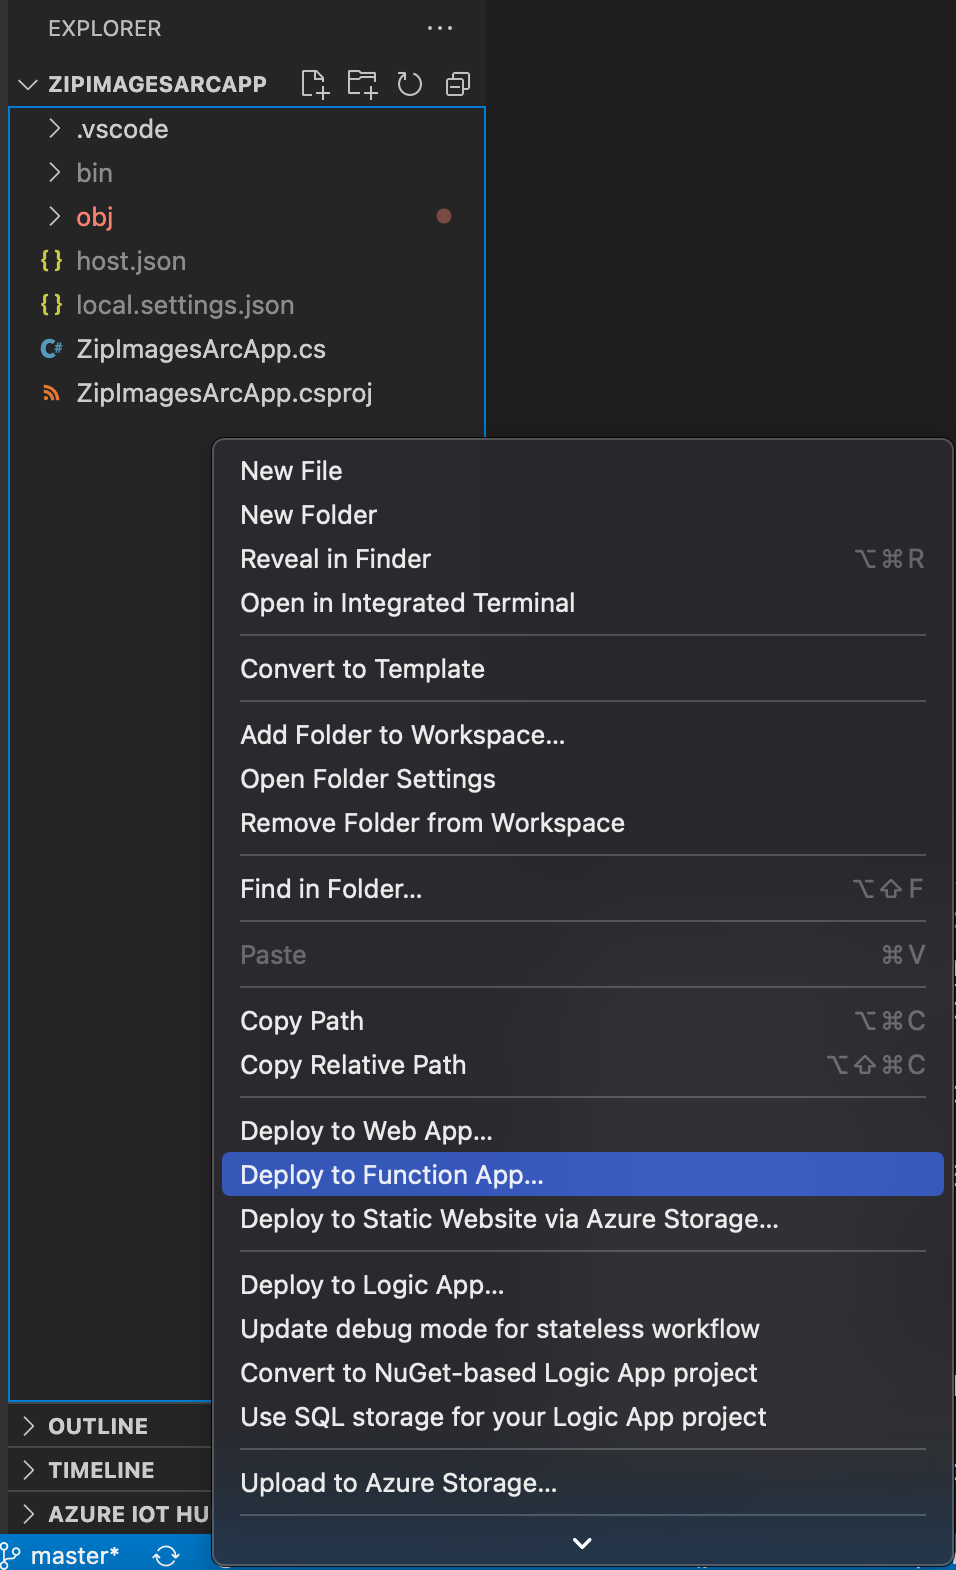 EXPLORER
ZIPIMAGESARCAPP
.vscode
bin
obj
{} host.json
{} local.settings.json
C# ZipImagesArcApp.cs
ZipImagesArcApp.csproj
New File
New Folder
Reveal in Finder ⌥⌘R
Open in Integrated Terminal
Convert to Template
Add Folder to Workspace...
Open Folder Settings
Remove Folder from Workspace
Find in Folder... ⌥⇧F
Paste ⌘V
Copy Path ⌥⌘C
Copy Relative Path ⌥⇧⌘C
Deploy to Web App...
Deploy to Function App...
Deploy to Static Website via Azure Storage...
Deploy to Logic App...
Update debug mode for stateless workflow
Convert to NuGet-based Logic App project
Use SQL storage for your Logic App project
Upload to Azure Storage...
OUTLINE
TIMELINE
AZURE IOT HU
master*